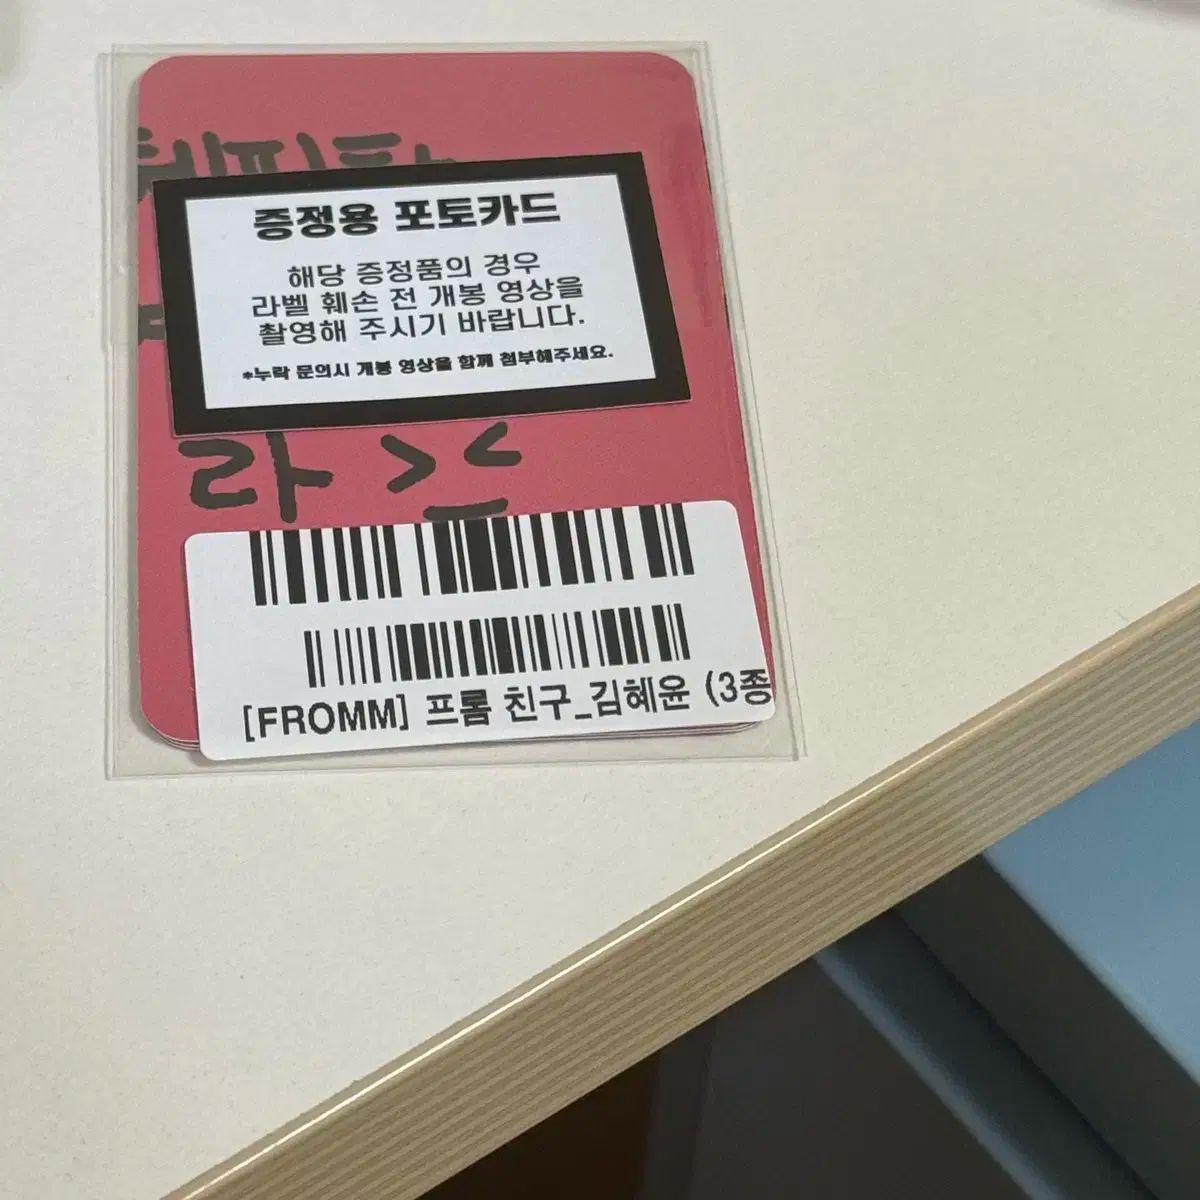 증정용 포토카드
해당 증정품의 경우
라벨 훼손 전 개봉 영상을
촬영해 주시기 바랍니다.
*누락 문의시 개봉 영상을 함께 첨부해주세요.
라 >.<
[FROMM] 프롬 친구_김혜윤 (3종